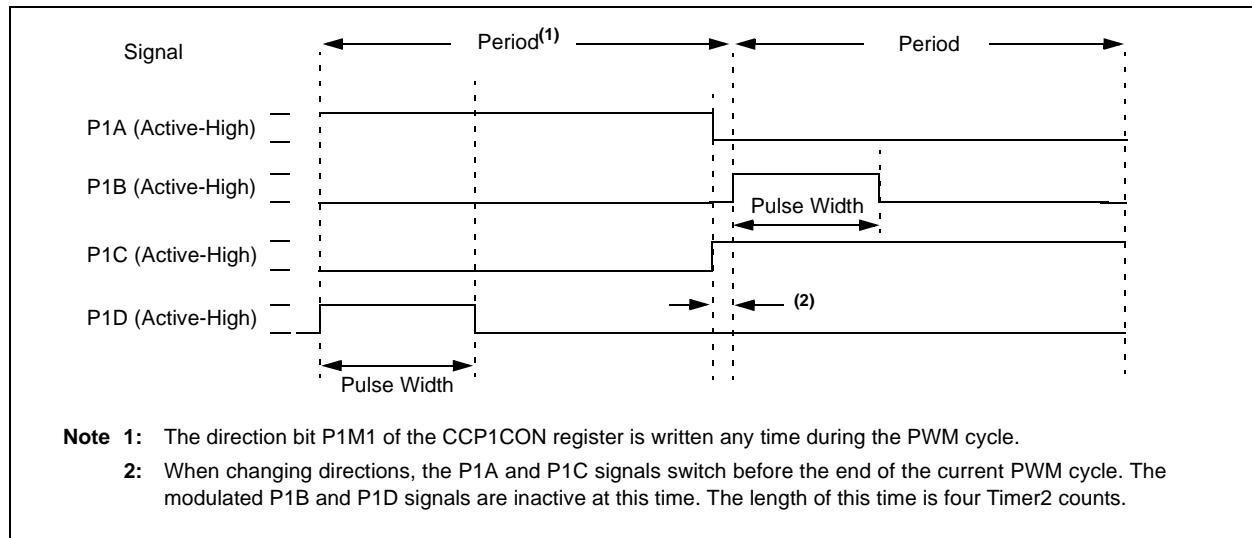 Signal
Period(1)
Period
P1A (Active-High)
P1B (Active-High)
Pulse Width
P1C (Active-High)
(2)
P1D (Active-High)
Pulse Width
Note 1: The direction bit P1M1 of the CCP1CON register is written any time during the PWM cycle.
2: When changing directions, the P1A and P1C signals switch before the end of the current PWM cycle. The
modulated P1B and P1D signals are inactive at this time. The length of this time is four Timer2 counts.